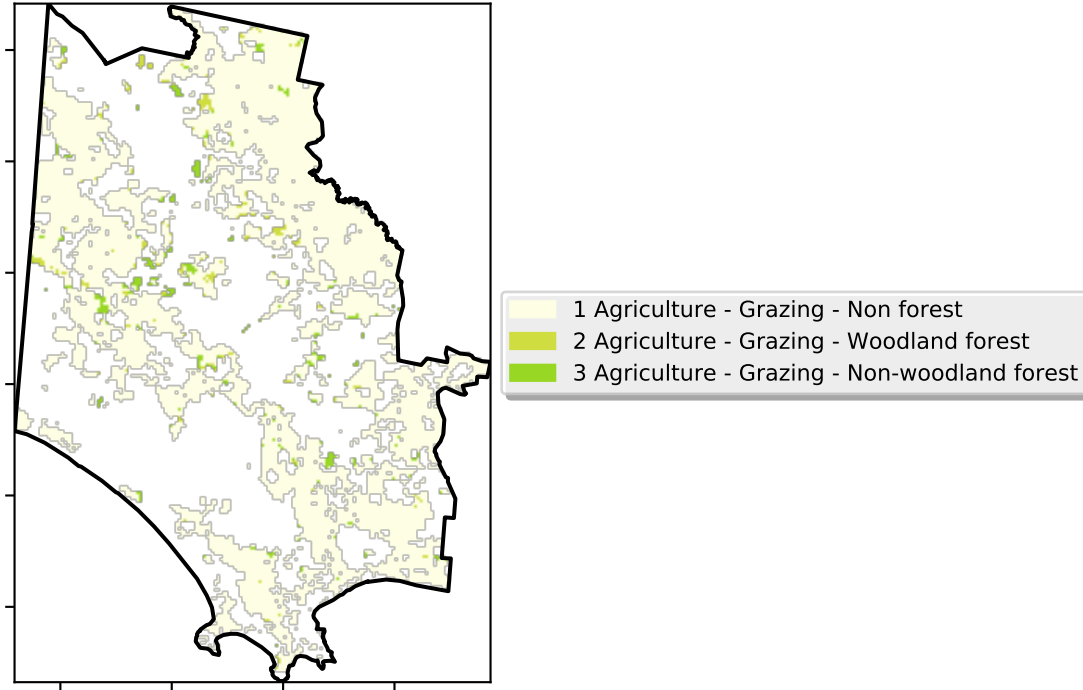 1 Agriculture - Grazing - Non forest
2 Agriculture - Grazing - Woodland forest
3 Agriculture - Grazing - Non-woodland forest